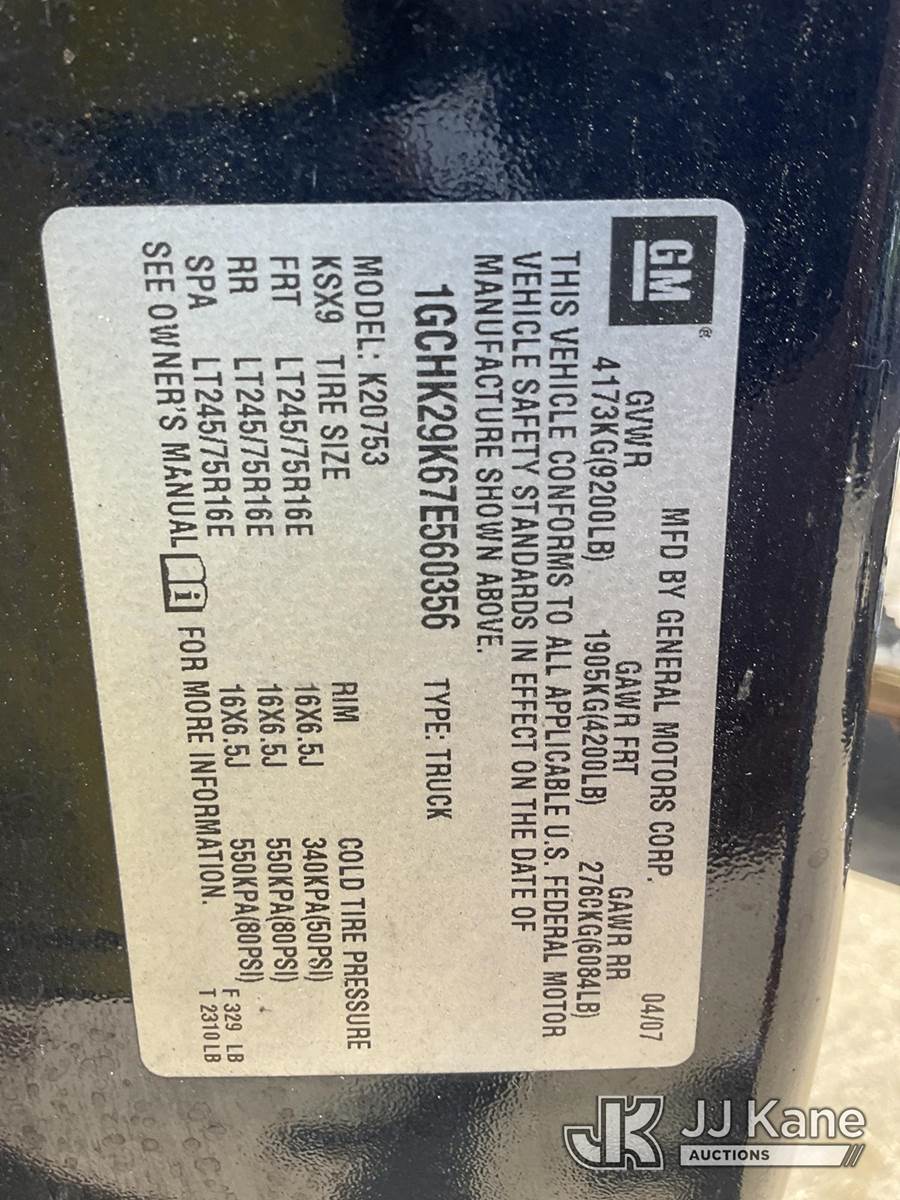 GM ®
MFD BY GENERAL MOTORS CORP. 04/07
GVWR GAWR FRT GAWR RR
4173KG(9200LB) 1905KG(4200LB) 276CKG(6084LB)
THIS VEHICLE CONFORMS TO ALL APPLICABLE U.S. FEDERAL MOTOR
VEHICLE SAFETY STANDARDS IN EFFECT ON THE DATE OF
MANUFACTURE SHOWN ABOVE.
1GCHK29K67E560356 TYPE: TRUCK
MODEL: K20753
KSX9 TIRE SIZE RIM COLD TIRE PRESSURE
FRT LT245/75R16E 16X6.5J 340KPA(50PSI)
RR LT245/75R16E 16X6.5J 550KPA(80PSI)
SPA LT245/75R16E 16X6.5J 550KPA(80PSI)
SEE OWNER'S MANUAL i FOR MORE INFORMATION.
F 329 LB
T 2310 LB
JK JJ Kane
AUCTIONS